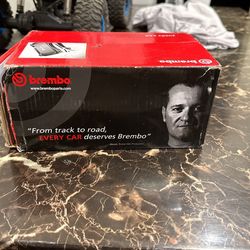 brembo
brembo
www.bremboparts.com
"From track to road,
EVERY CAR deserves Brembo"